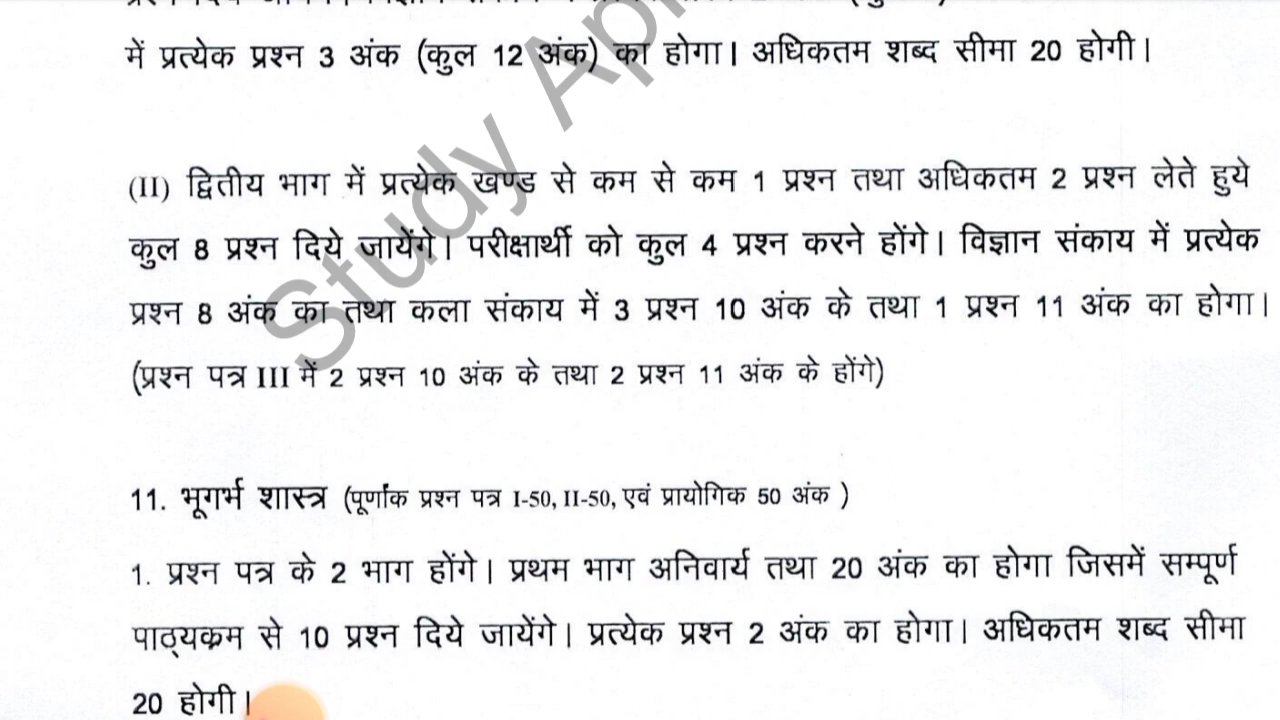 में प्रत्येक प्रश्न 3 अंक (कुल 12 अंक) का होगा। अधिकतम शब्द सीमा 20 होगी।
(II) द्वितीय भाग में प्रत्येक खण्ड से कम से कम 1 प्रश्न तथा अधिकतम 2 प्रश्न लेते हुये
कुल 8 प्रश्न दिये जायेंगे। परीक्षार्थी को कुल 4 प्रश्न करने होंगे। विज्ञान संकाय में प्रत्येक
प्रश्न 8 अंक का तथा कला संकाय में 3 प्रश्न 10 अंक के तथा 1 प्रश्न 11 अंक का होगा।
(प्रश्न पत्र III में 2 प्रश्न 10 अंक के तथा 2 प्रश्न 11 अंक के होंगे)
11. भूगर्भ शास्त्र (पूर्णांक प्रश्न पत्र I-50, II-50, एवं प्रायोगिक 50 अंक )
1. प्रश्न पत्र के 2 भाग होंगे। प्रथम भाग अनिवार्य तथा 20 अंक का होगा जिसमें सम्पूर्ण
पाठ्यक्रम से 10 प्रश्न दिये जायेंगे। प्रत्येक प्रश्न 2 अंक का होगा। अधिकतम शब्द सीमा
20 होगी।
Study